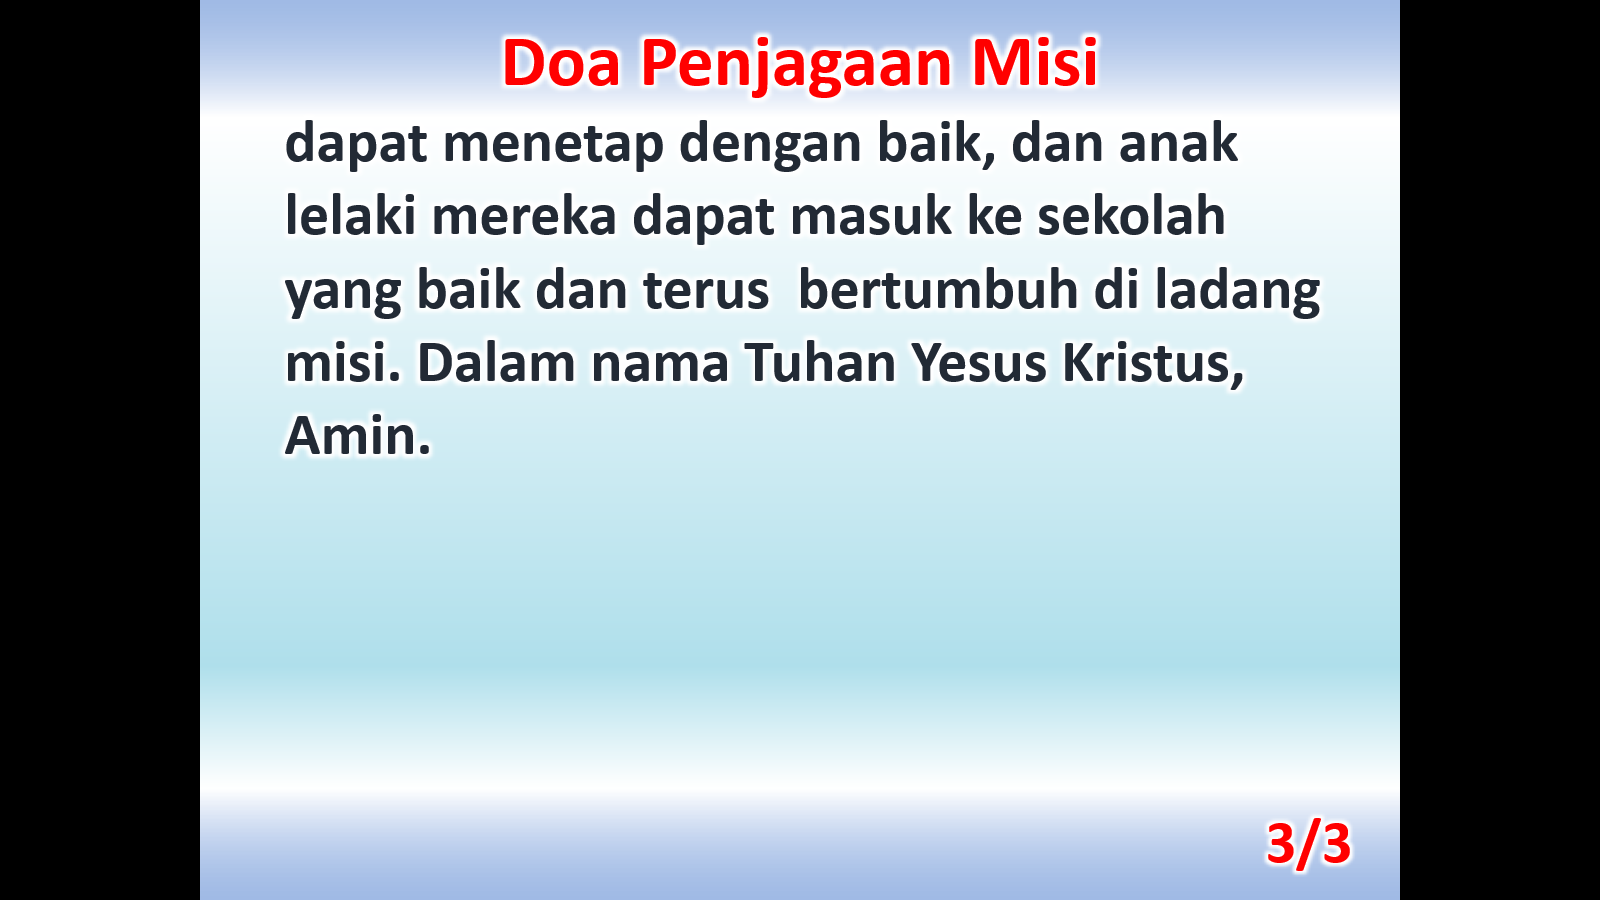 Doa Penjagaan Misi
dapat menetap dengan baik, dan anak
lelaki mereka dapat masuk ke sekolah
yang baik dan terus  bertumbuh di ladang
misi. Dalam nama Tuhan Yesus Kristus,
Amin.
3/3